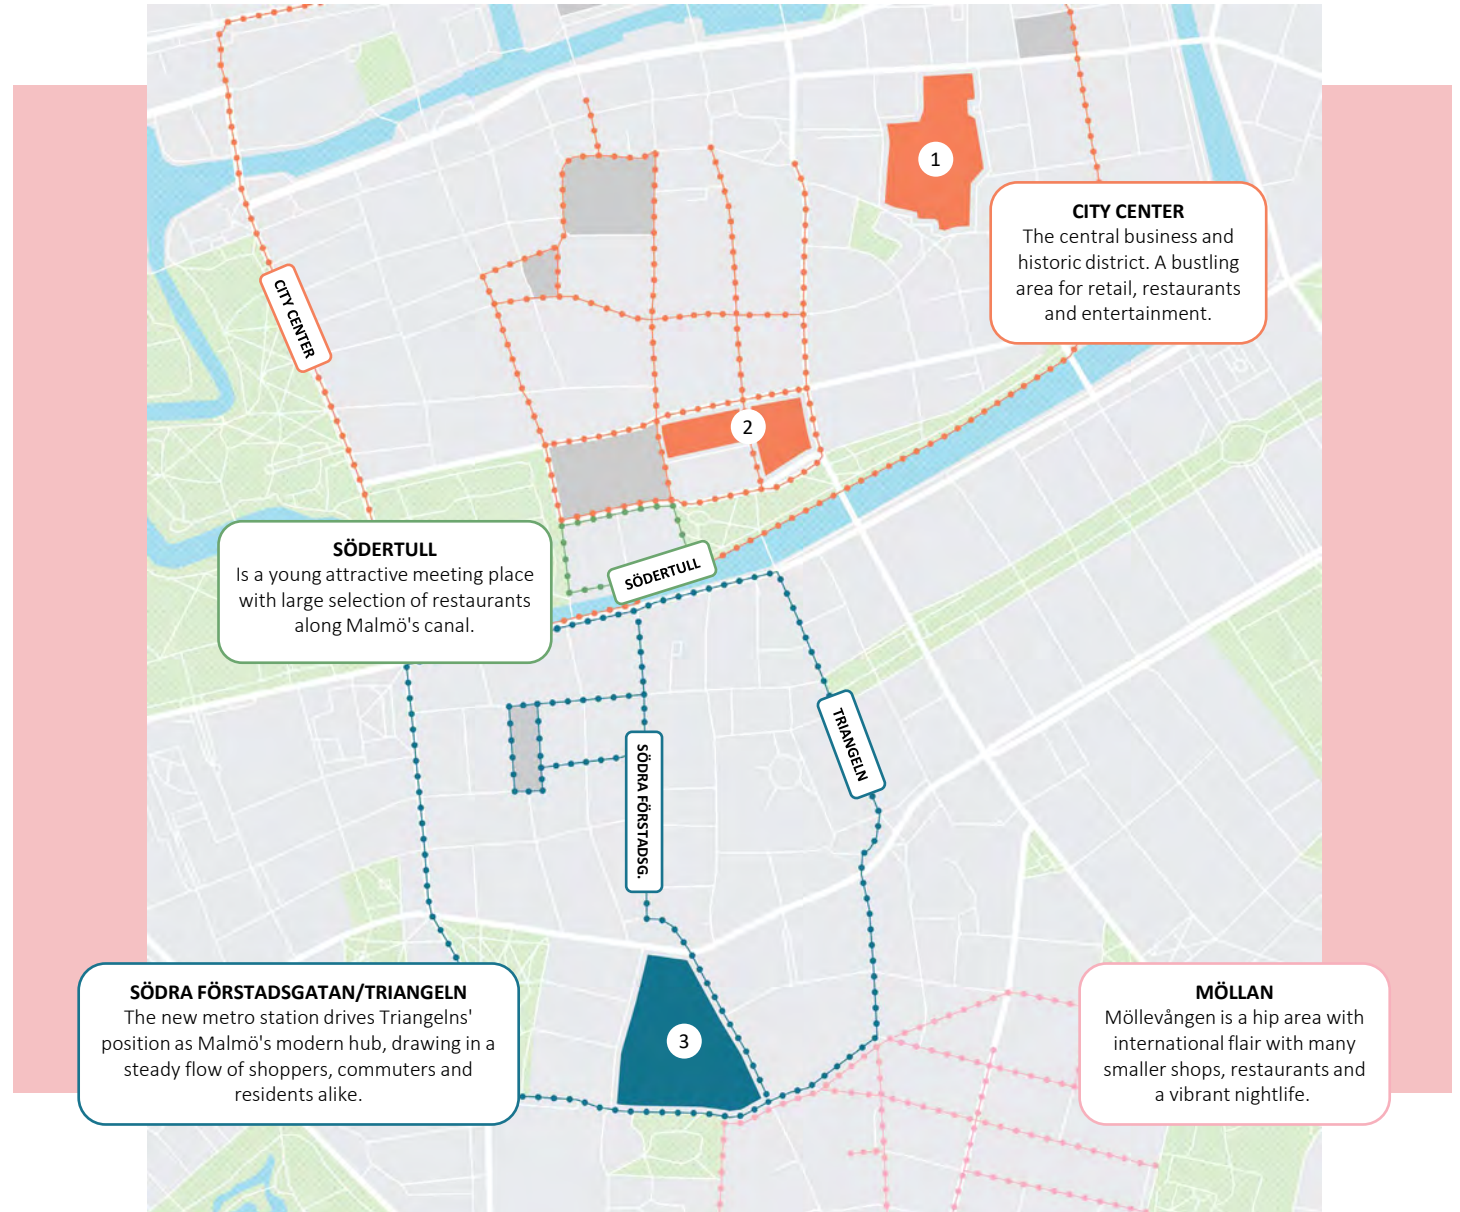 1
CITY CENTER
The central business and
historic district. A bustling
area for retail, restaurants
and entertainment.
CITY CENTER
2
SÖDERTULL
Is a young attractive meeting place
with large selection of restaurants
along Malmö's canal.
SÖDERTULL
TRIANGELN
SÖDRA FÖRSTADSG.
SÖDRA FÖRSTADSGATAN/TRIANGELN
The new metro station drives Triangelns'
position as Malmö's modern hub, drawing in a
steady flow of shoppers, commuters and
residents alike.
3
MÖLLAN
Möllevången is a hip area with
international flair with many
smaller shops, restaurants and
a vibrant nightlife.